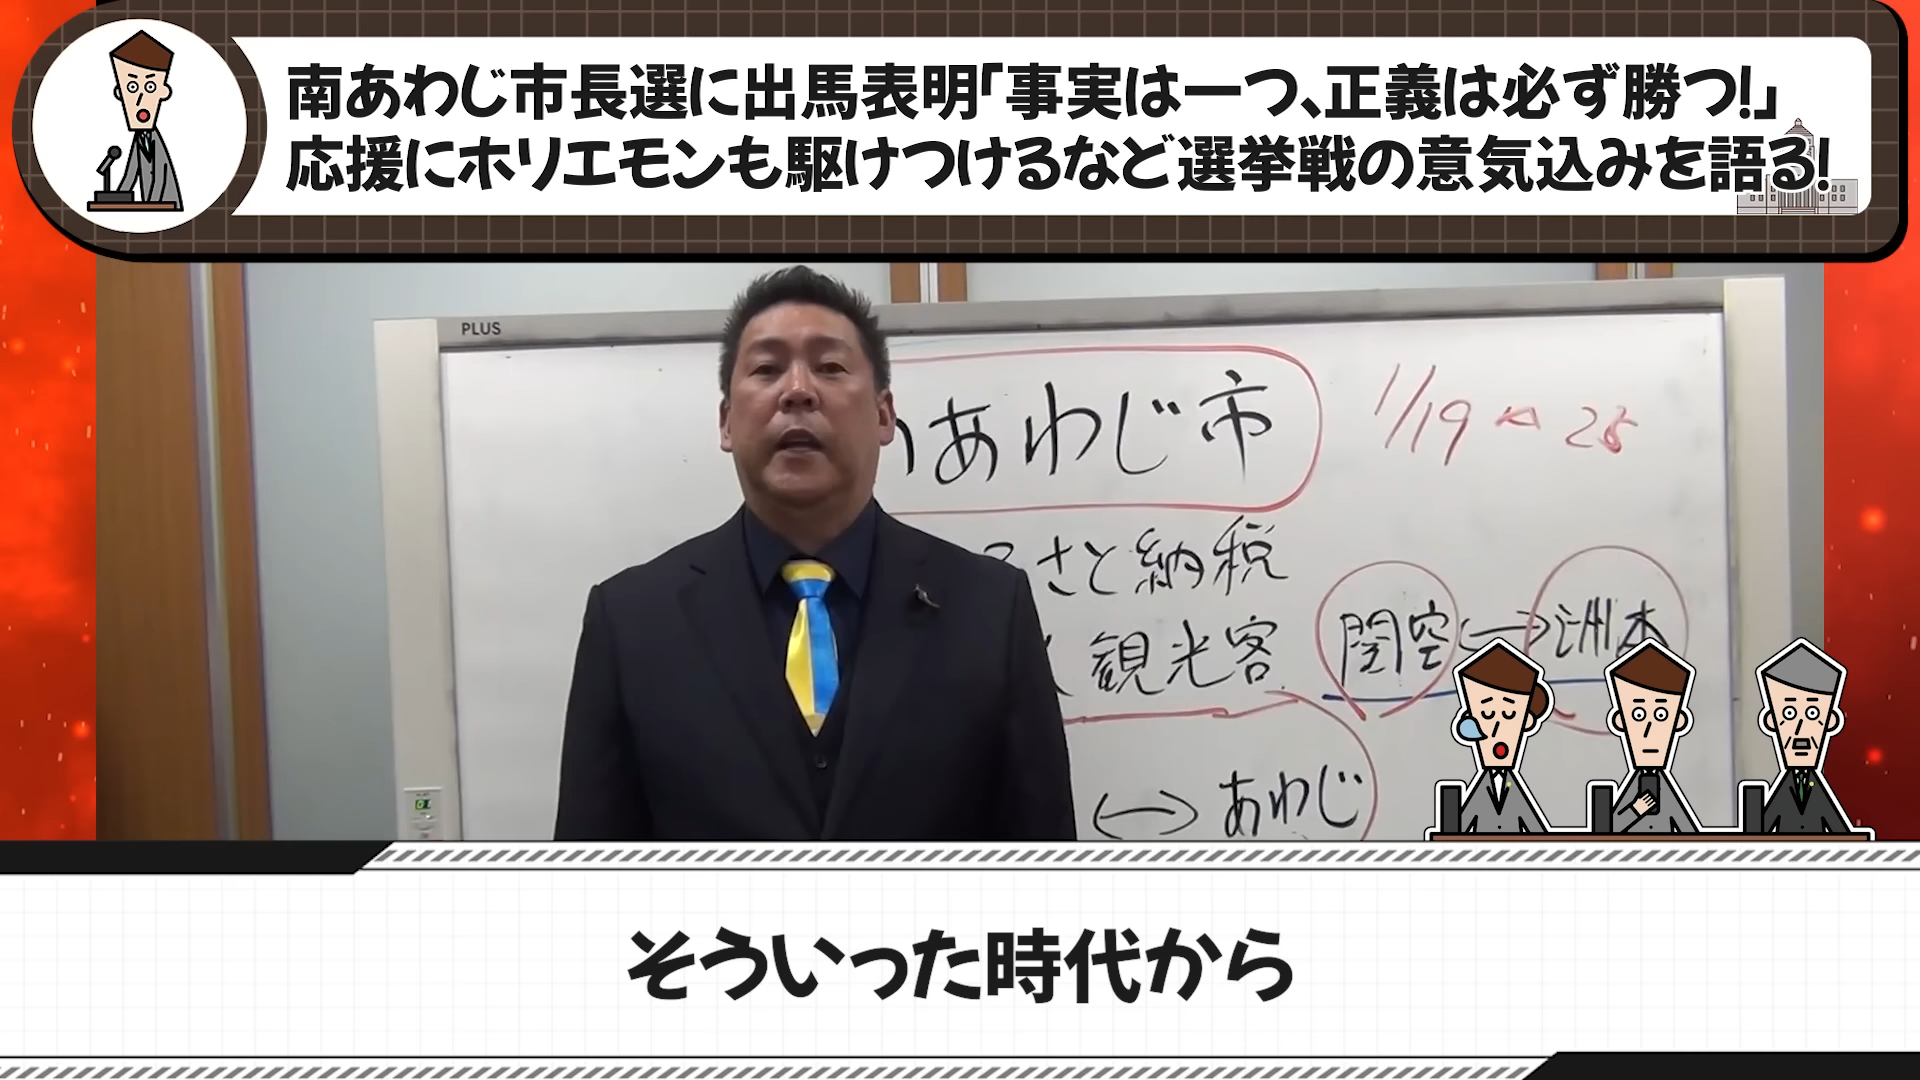 南あわじ市長選に出馬表明「事実は一つ、正義は必ず勝つ!」
応援にホリエモンも駆けつけるなど選挙戦の意気込みを語る!
PLUS
あわじ市
1/19
さと納税
観光客
関空⟷洲本
⟷あわじ
そういった時代から